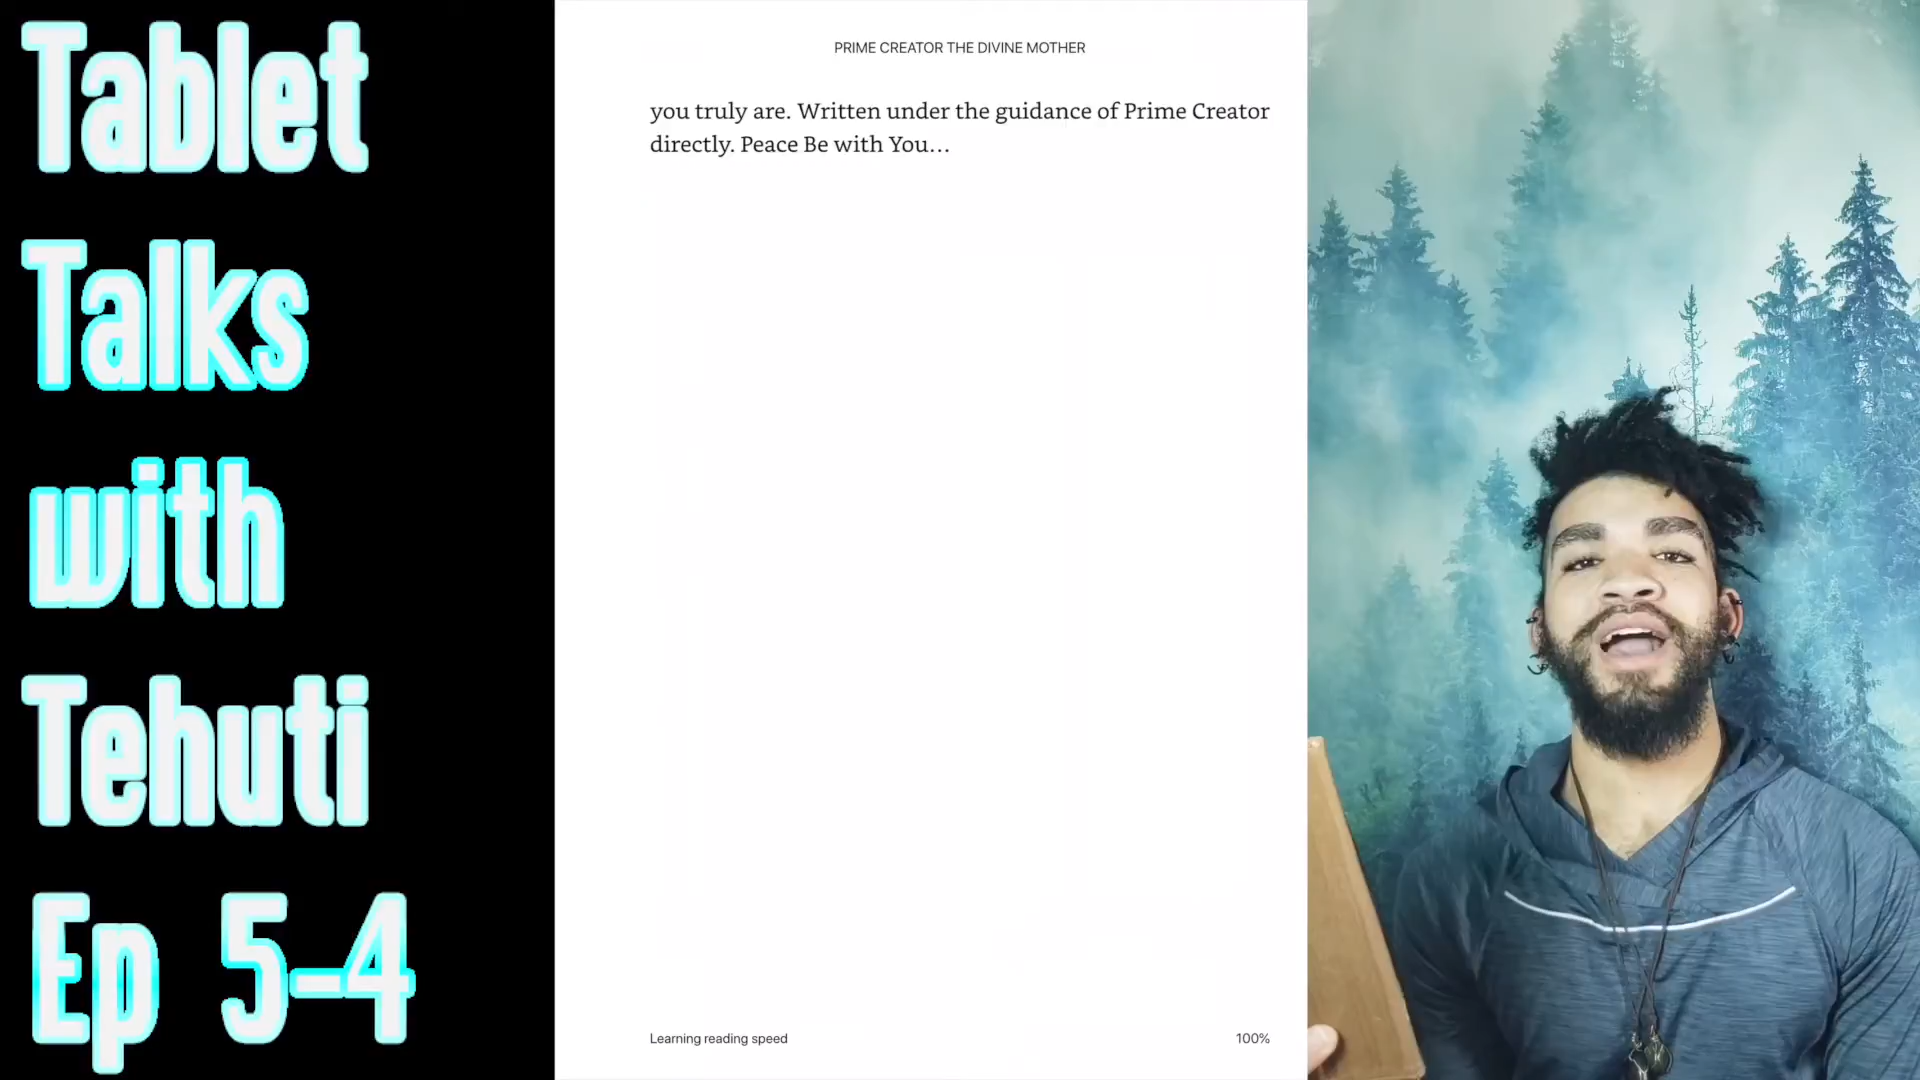 Tablet
Talks
with
Tehuti
Ep 5-4
PRIME CREATOR THE DIVINE MOTHER
you truly are. Written under the guidance of Prime Creator
directly. Peace Be with You…
Learning reading speed
100%